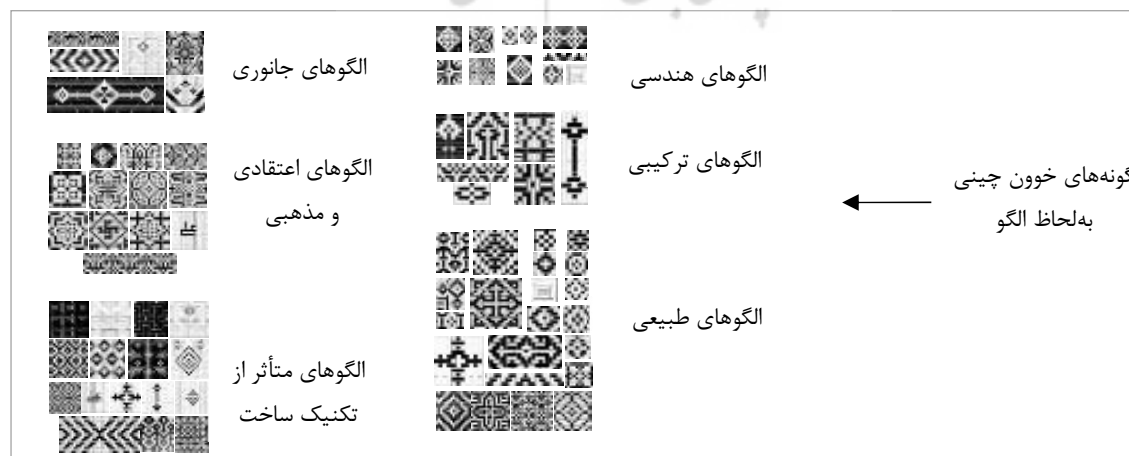 گونه‌های خوون چینی
به‌لحاظ الگو
الگوهای هندسی
الگوهای ترکیبی
الگوهای طبیعی
الگوهای جانوری
الگوهای اعتقادی
و مذهبی
الگوهای متأثر از
تکنیک ساخت